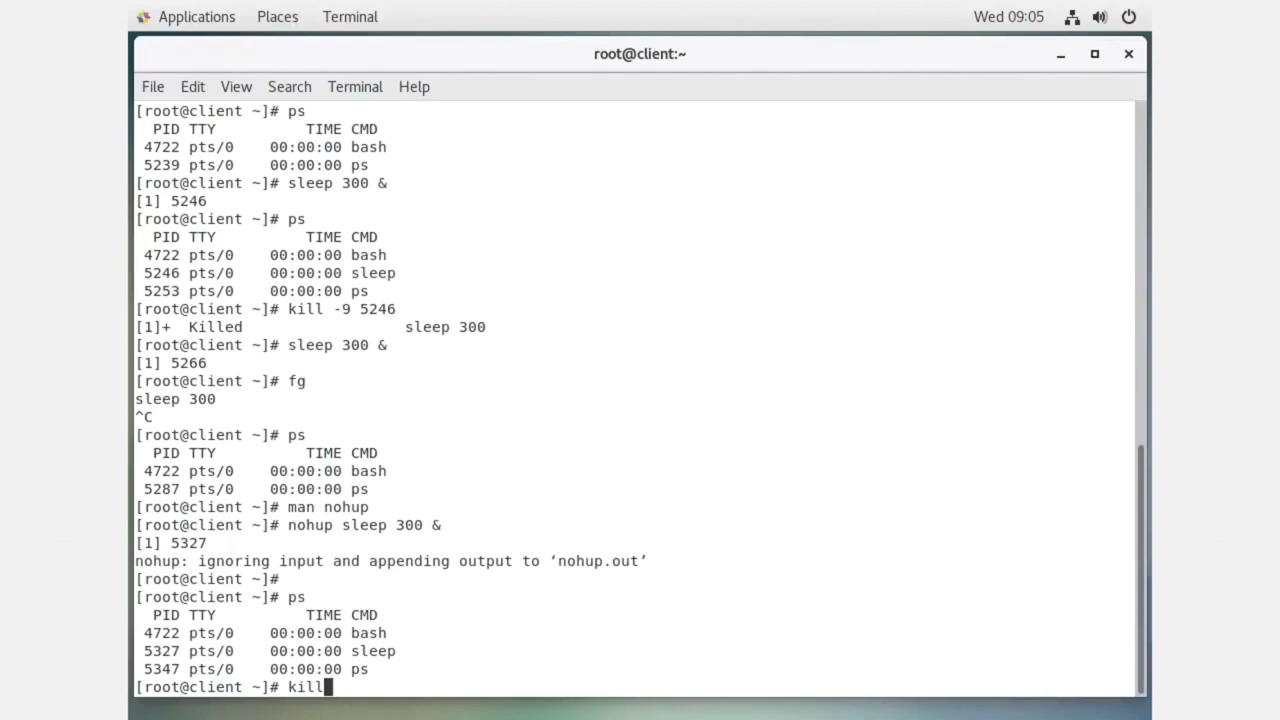 Applications Places Terminal Wed 09:05
root@client:~
File Edit View Search Terminal Help
[root@client ~]# ps
  PID TTY          TIME CMD
 4722 pts/0    00:00:00 bash
 5239 pts/0    00:00:00 ps
[root@client ~]# sleep 300 &
[1] 5246
[root@client ~]# ps
  PID TTY          TIME CMD
 4722 pts/0    00:00:00 bash
 5246 pts/0    00:00:00 sleep
 5253 pts/0    00:00:00 ps
[root@client ~]# kill -9 5246
[1]+  Killed                  sleep 300
[root@client ~]# sleep 300 &
[1] 5266
[root@client ~]# fg
sleep 300
^C
[root@client ~]# ps
  PID TTY          TIME CMD
 4722 pts/0    00:00:00 bash
 5287 pts/0    00:00:00 ps
[root@client ~]# man nohup
[root@client ~]# nohup sleep 300 &
[1] 5327
nohup: ignoring input and appending output to ‘nohup.out’
[root@client ~]#
[root@client ~]# ps
  PID TTY          TIME CMD
 4722 pts/0    00:00:00 bash
 5327 pts/0    00:00:00 sleep
 5347 pts/0    00:00:00 ps
[root@client ~]# kill